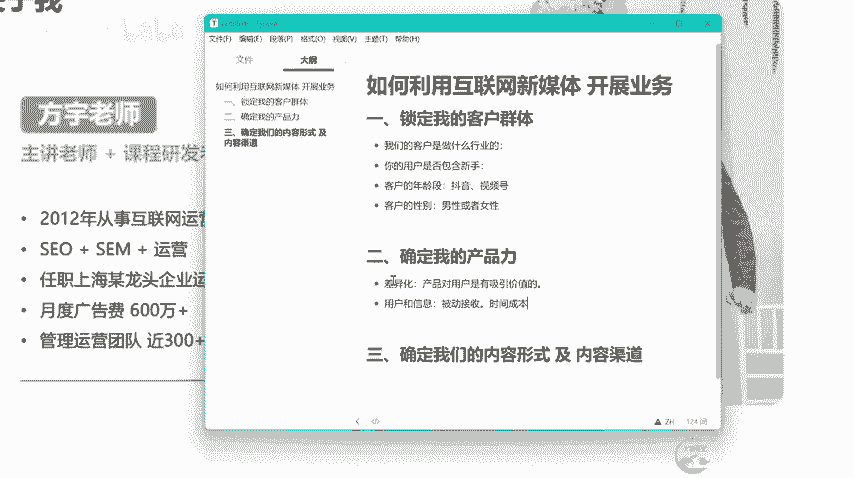 于我
方宇老师
主讲老师 + 课程研发
2012年从事互联网运营
SEO + SEM + 运营
任职上海某龙头企业运
月度广告费 600万+
管理运营团队 近300+
文件(F) 编辑(E) 段落(P) 格式(O) 视图(V) 主题(T) 帮助(H)
文件 大纲
如何利用互联网新媒体 开展业务
一、锁定我的客户群体
二、确定我的产品力
三、确定我们的内容形式 及
内容渠道
如何利用互联网新媒体 开展业务
一、锁定我的客户群体
我们的客户是做什么行业的:
你的用户是否包含新手:
客户的年龄段: 抖音、视频号
客户的性别: 男性或者女性
二、确定我的产品力
差异化: 产品对用户是有吸引价值的。
用户和信息: 被动接收。时间成本
三、确定我们的内容形式 及 内容渠道
ZH 124 词